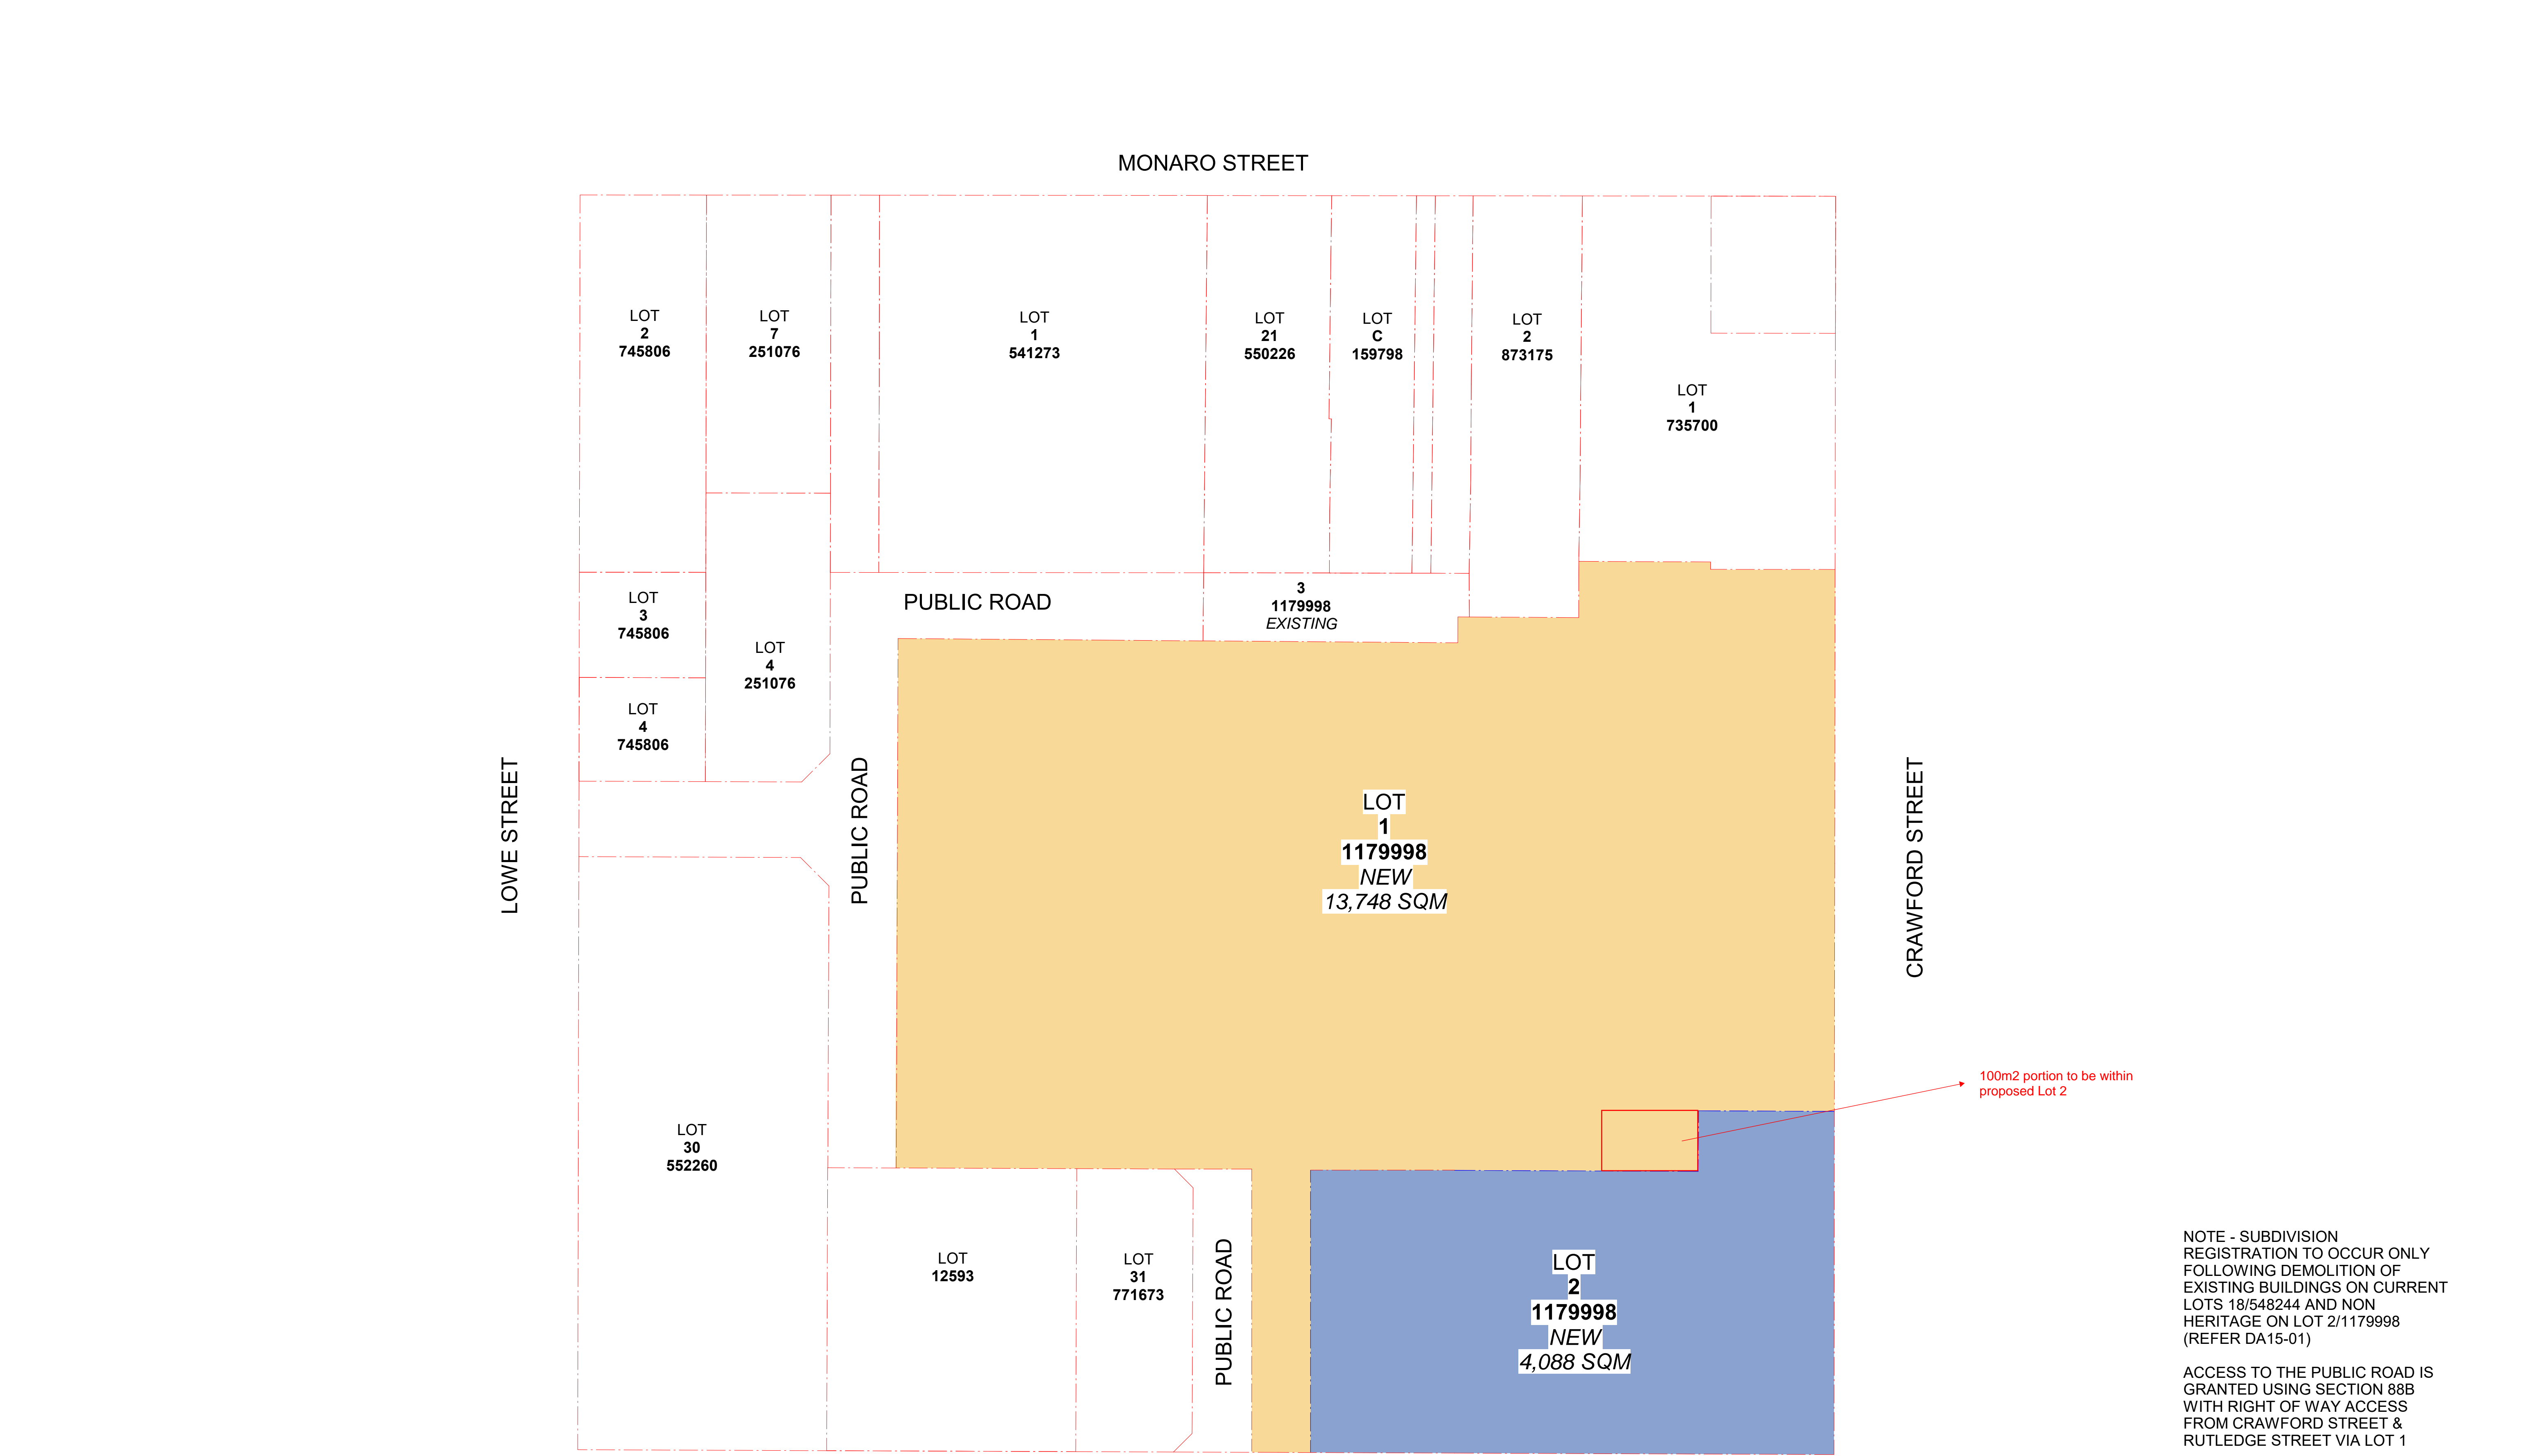 MONARO STREET
LOT
2
745806
LOT
7
251076
LOT
1
541273
LOT
21
550226
LOT
C
159798
LOT
2
873175
LOT
1
735700
LOT
3
745806
LOT
4
745806
LOT
4
251076
PUBLIC ROAD
3
1179998
EXISTING
LOWE STREET
PUBLIC ROAD
LOT
1
1179998
NEW
13,748 SQM
CRAWFORD STREET
100m2 portion to be within
proposed Lot 2
LOT
30
552260
LOT
12593
LOT
31
771673
PUBLIC ROAD
LOT
2
1179998
NEW
4,088 SQM
NOTE - SUBDIVISION
REGISTRATION TO OCCUR ONLY
FOLLOWING DEMOLITION OF
EXISTING BUILDINGS ON CURRENT
LOTS 18/548244 AND NON
HERITAGE ON LOT 2/1179998
(REFER DA15-01)
ACCESS TO THE PUBLIC ROAD IS
GRANTED USING SECTION 88B
WITH RIGHT OF WAY ACCESS
FROM CRAWFORD STREET &
RUTLEDGE STREET VIA LOT 1